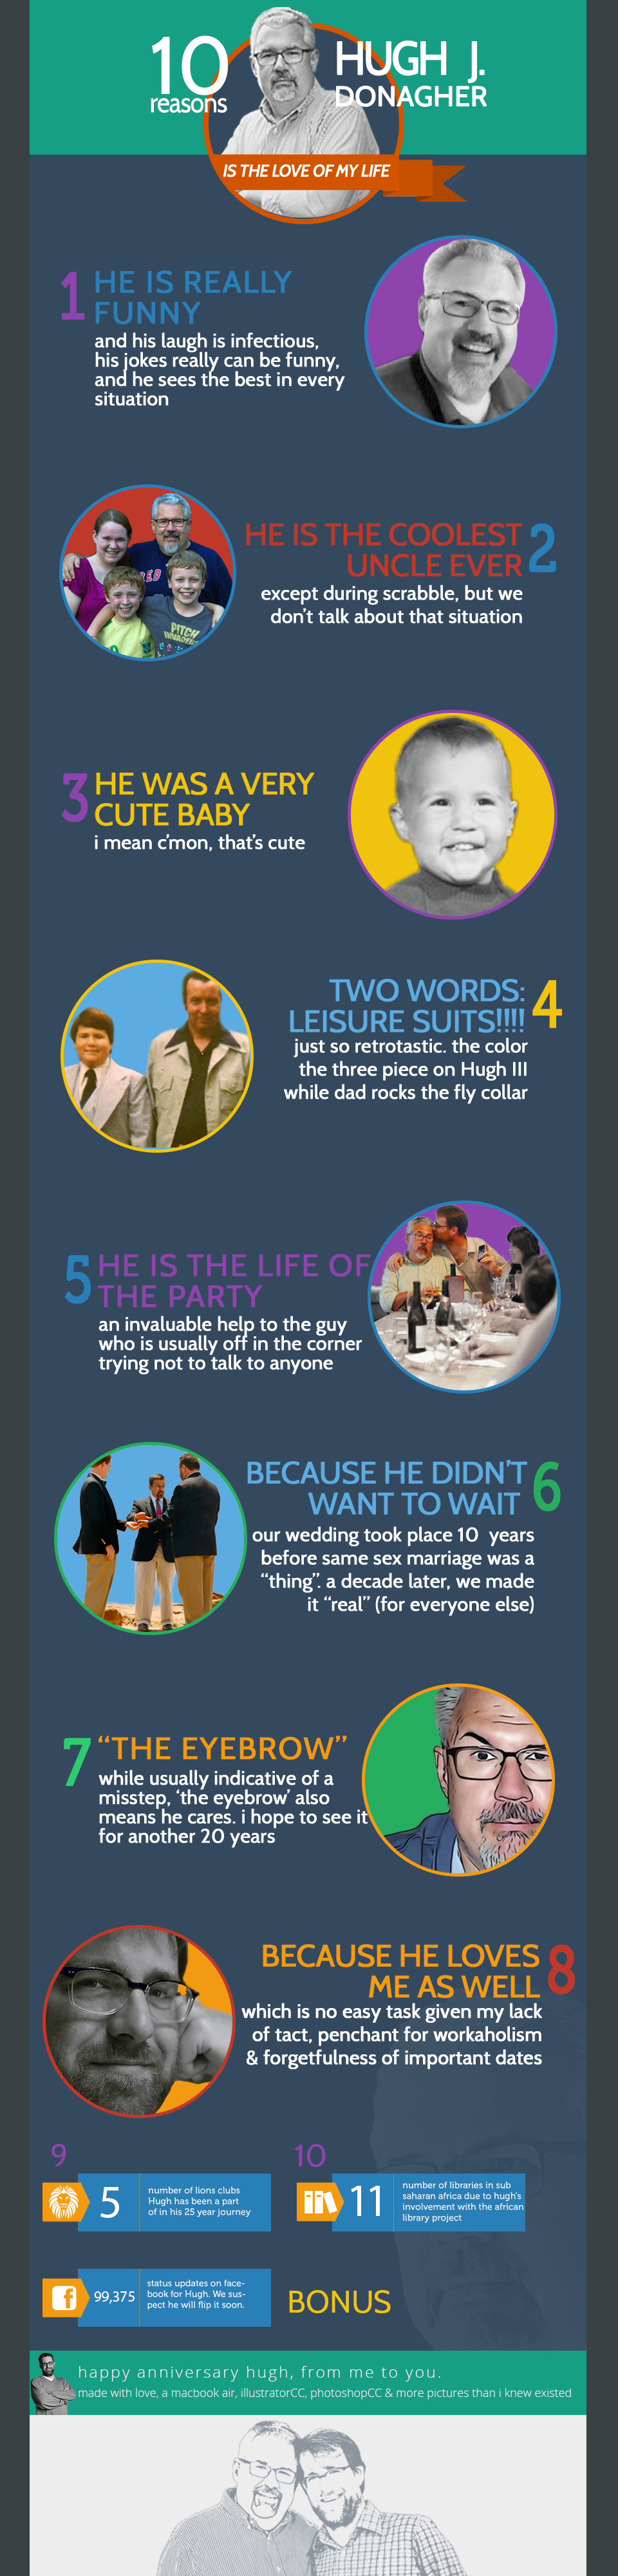 10
reasons
HUGH J.
DONAGHER
IS THE LOVE OF MY LIFE
1
HE IS REALLY
FUNNY
and his laugh is infectious,
his jokes really can be funny,
and he sees the best in every
situation
RED
PITCH
INVADER
HE IS THE COOLEST
UNCLE EVER
2
except during scrabble, but we
don't talk about that situation
3
HE WAS A VERY
CUTE BABY
i mean c'mon, that's cute
TWO WORDS:
LEISURE SUITS!!!!
4
just so retrotastic. the color
the three piece on Hugh III
while dad rocks the fly collar
5
HE IS THE LIFE OF
THE PARTY
an invaluable help to the guy
who is usually off in the corner
trying not to talk to anyone
BECAUSE HE DIDN'T
WANT TO WAIT
6
our wedding took place 10 years
before same sex marriage was a
“thing”. a decade later, we made
it “real” (for everyone else)
7
“THE EYEBROW”
while usually indicative of a
misstep, ‘the eyebrow’ also
means he cares. i hope to see it
for another 20 years
BECAUSE HE LOVES
ME AS WELL
8
which is no easy task given my lack
of tact, penchant for workaholism
& forgetfulness of important dates
9
5
number of lions clubs
Hugh has been a part
of in his 25 year journey
10
11
number of libraries in sub
saharan africa due to hugh's
involvement with the african
library project
f
99,375
status updates on face-
book for Hugh. We sus-
pect he will flip it soon.
BONUS
happy anniversary hugh, from me to you.
made with love, a macbook air, illustratorCC, photoshopCC & more pictures than i knew existed